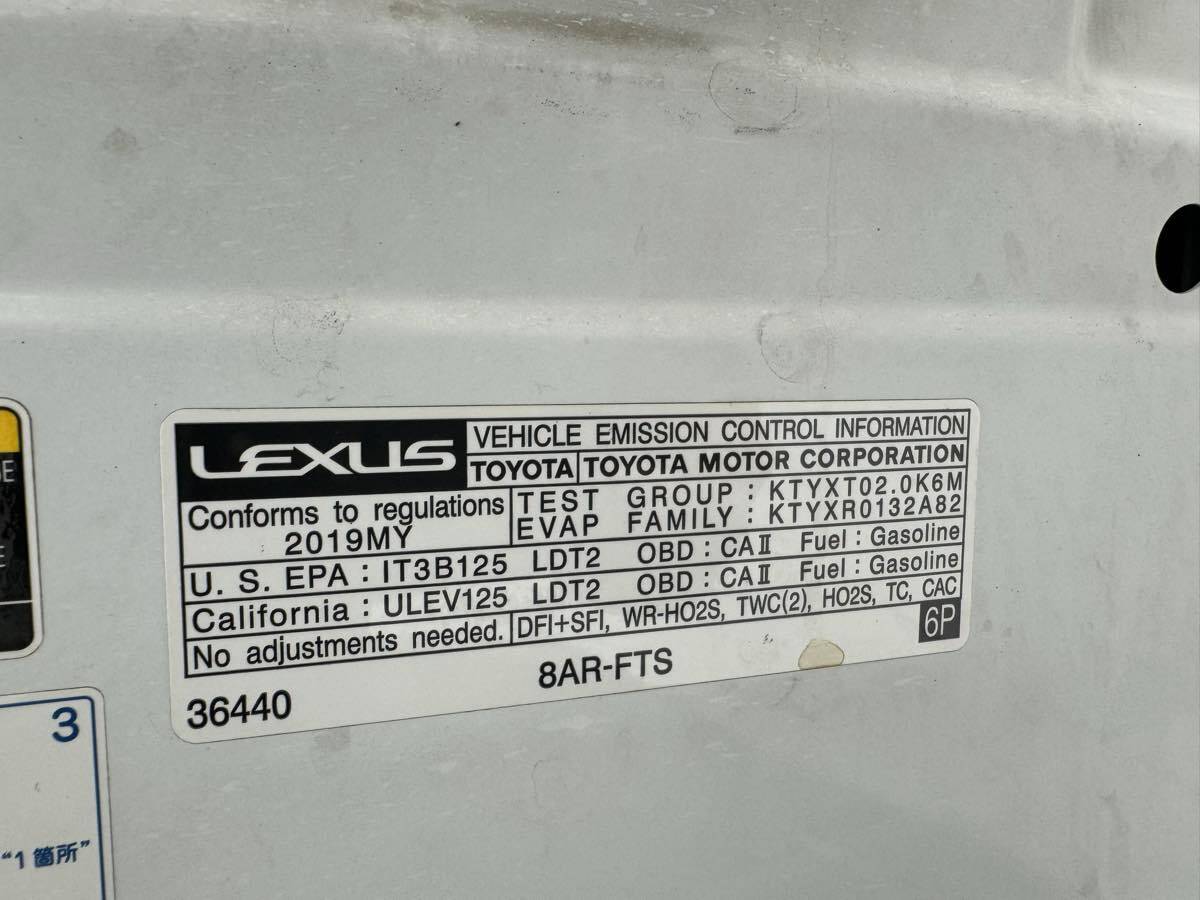 LEXUS
VEHICLE EMISSION CONTROL INFORMATION
TOYOTA TOYOTA MOTOR CORPORATION
Conforms to regulations
2019MY
TEST GROUP : KTYXT02.0K6M
EVAP FAMILY : KTYXR0132A82
U. S. EPA : IT3B125 LDT2 OBD : CAⅡ Fuel : Gasoline
California : ULEV125 LDT2 OBD : CAⅡ Fuel : Gasoline
No adjustments needed. DFI+SFI, WR-HO2S, TWC(2), HO2S, TC, CAC
6P
8AR-FTS
36440
3
“1箇所”